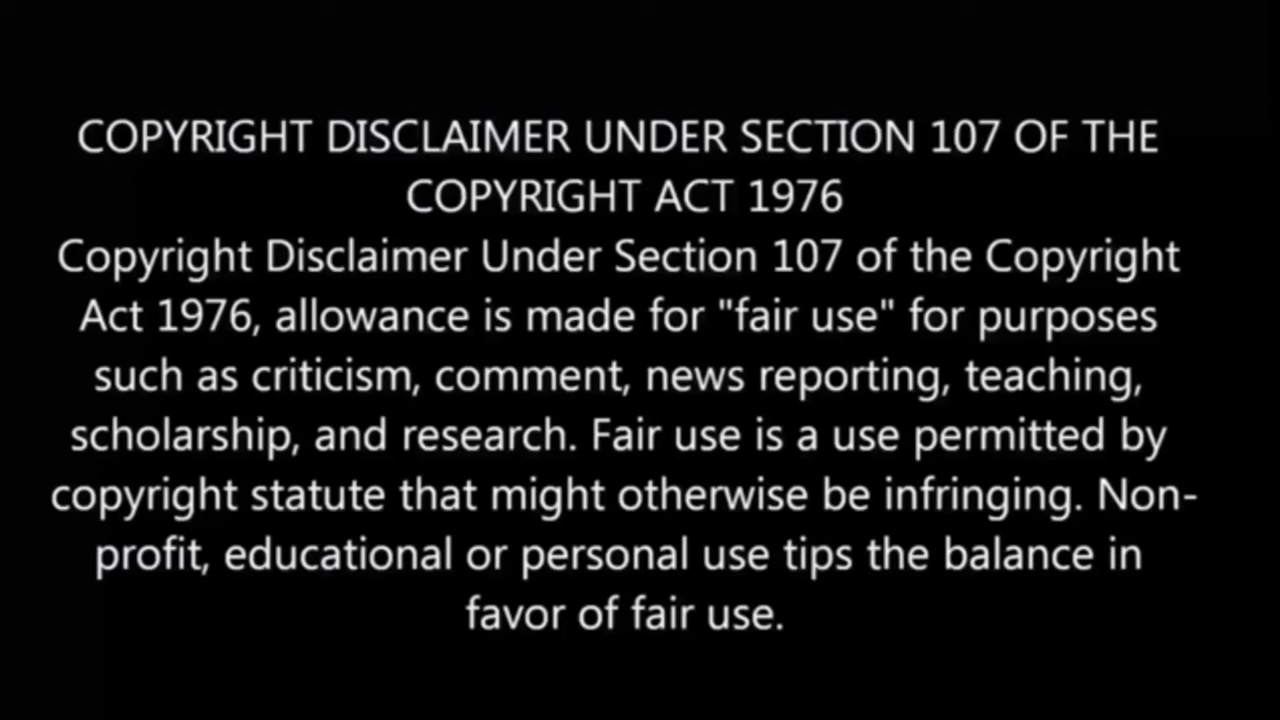 COPYRIGHT DISCLAIMER UNDER SECTION 107 OF THE
COPYRIGHT ACT 1976
Copyright Disclaimer Under Section 107 of the Copyright
Act 1976, allowance is made for "fair use" for purposes
such as criticism, comment, news reporting, teaching,
scholarship, and research. Fair use is a use permitted by
copyright statute that might otherwise be infringing. Non-
profit, educational or personal use tips the balance in
favor of fair use.